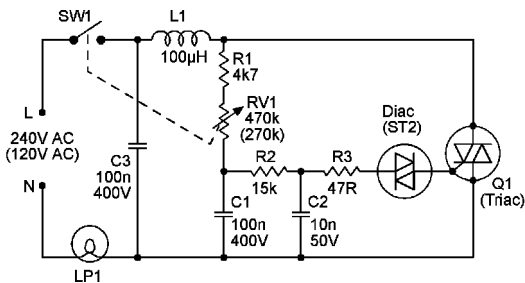 SW1
L1
100µH
R1
4k7
RV1
470k
(270k)
L
240V AC
(120V AC)
N
C3
100n
400V
Diac
(ST2)
R2
15k
R3
47R
Q1
(Triac)
C1
100n
400V
C2
10n
50V
LP1